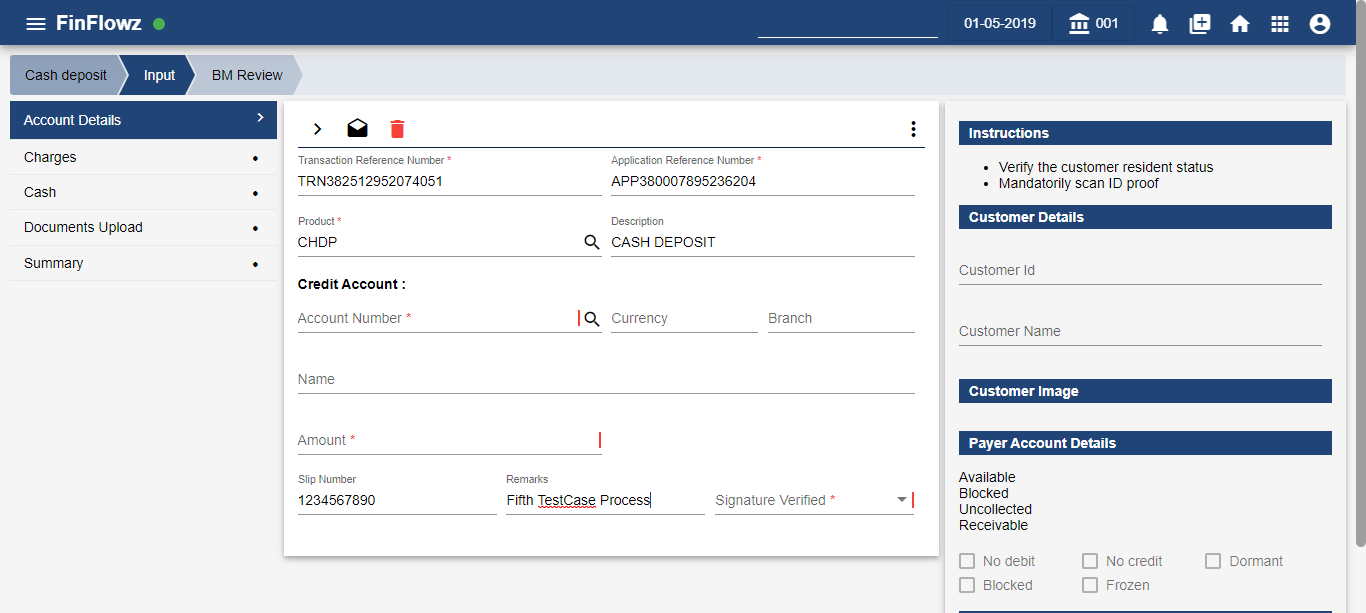 FinFlowz
01-05-2019
001
Cash deposit
Input
BM Review
Account Details
Charges
Cash
Documents Upload
Summary
Transaction Reference Number *
Application Reference Number *
TRN382512952074051
APP380007895236204
Product *
Description
CHDP
CASH DEPOSIT
Credit Account :
Account Number *
Currency
Branch
Name
Amount *
Slip Number
Remarks
1234567890
Fifth TestCase Process
Signature Verified *
Instructions
Verify the customer resident status
Mandatorily scan ID proof
Customer Details
Customer Id
Customer Name
Customer Image
Payer Account Details
Available
Blocked
Uncollected
Receivable
No debit
No credit
Dormant
Blocked
Frozen